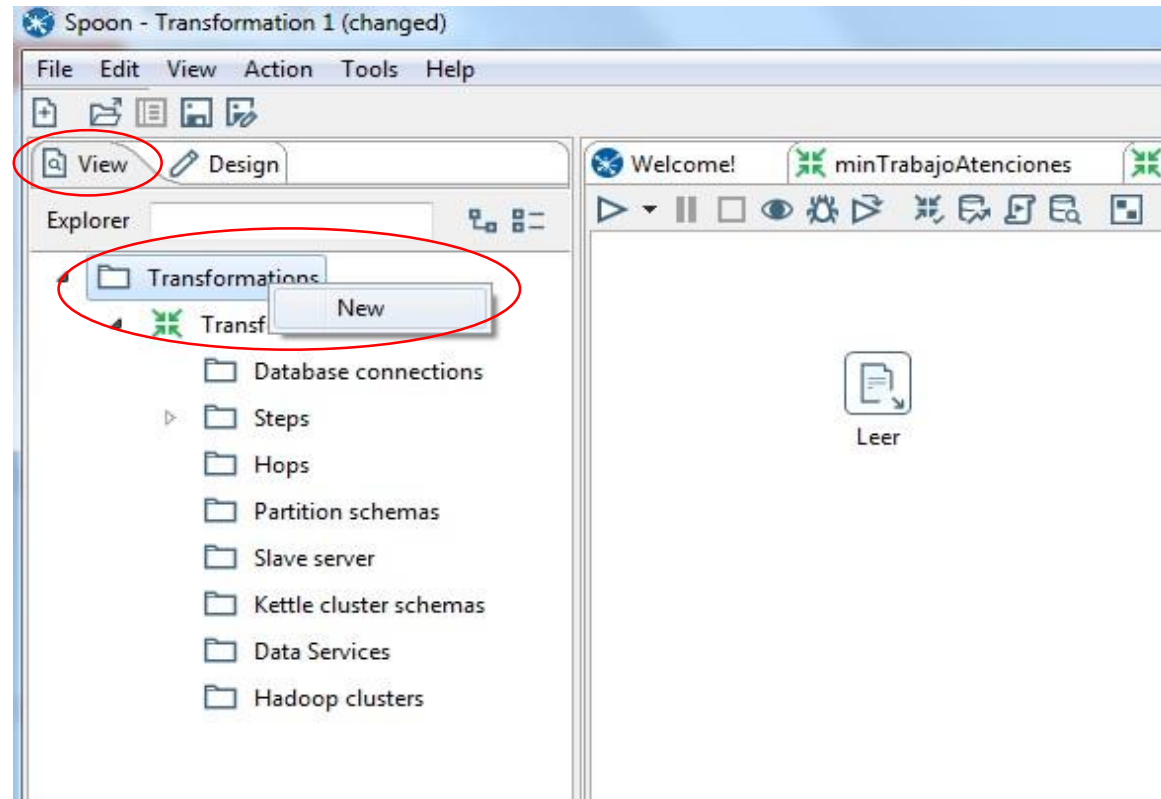 Spoon - Transformation 1 (changed)
File Edit View Action Tools Help
View Design
Welcome! minTrabajoAtenciones
Explorer
Transformations
New
Transf
Database connections
Steps
Hops
Partition schemas
Slave server
Kettle cluster schemas
Data Services
Hadoop clusters
Leer